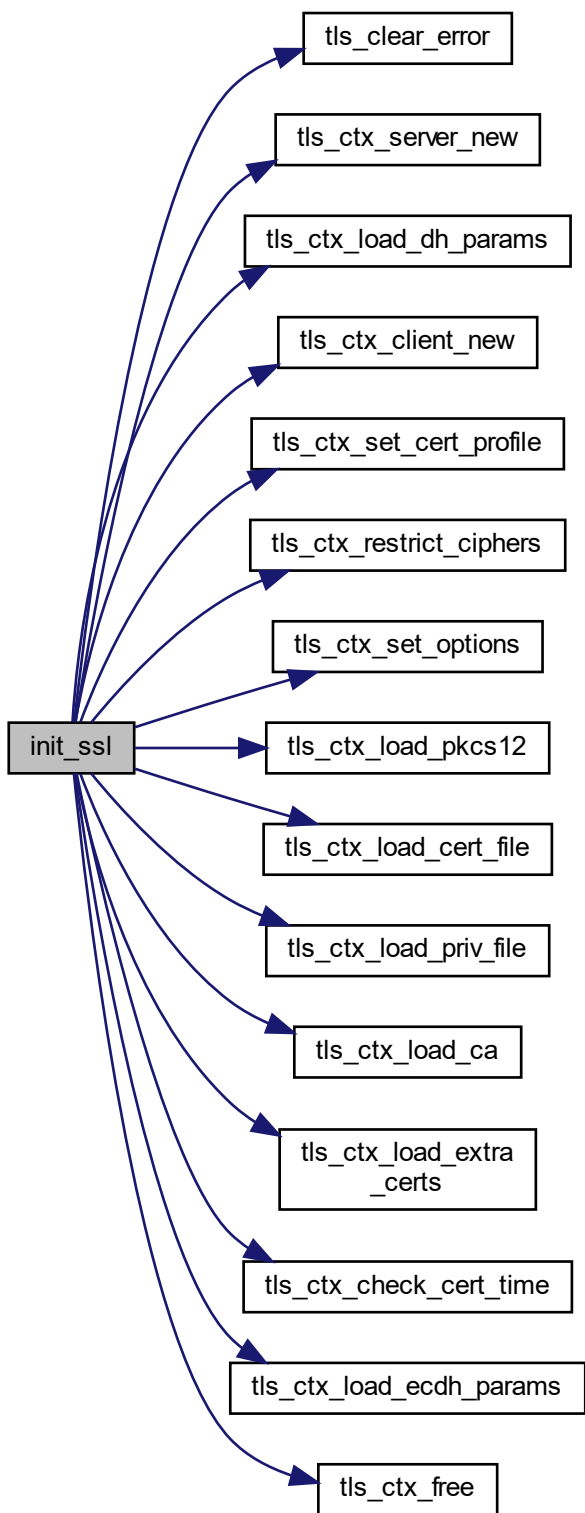 tls_clear_error
tls_ctx_server_new
tls_ctx_load_dh_params
tls_ctx_client_new
tls_ctx_set_cert_profile
tls_ctx_restrict_ciphers
tls_ctx_set_options
init_ssl
tls_ctx_load_pkcs12
tls_ctx_load_cert_file
tls_ctx_load_priv_file
tls_ctx_load_ca
tls_ctx_load_extra
_certs
tls_ctx_check_cert_time
tls_ctx_load_ecdh_params
tls_ctx_free